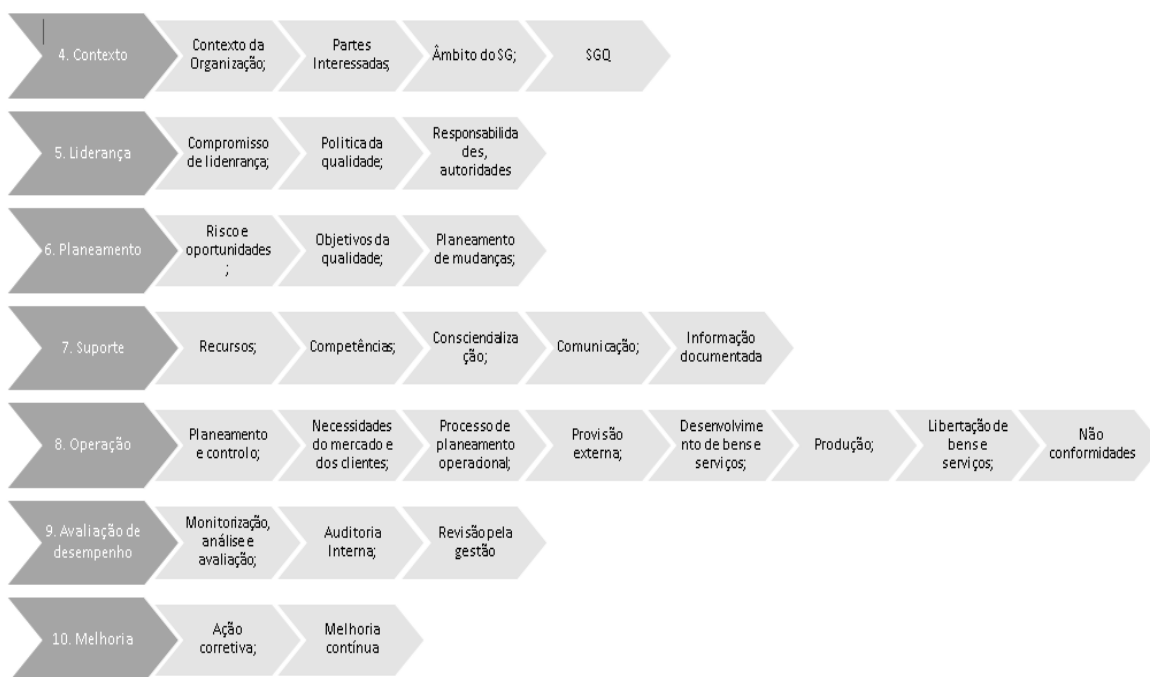 4. Contexto
Contexto da
Organização;
Partes
Interessadas;
Âmbito do SG;
SGQ
5. Liderança
Compromisso
de lidenrança;
Politica da
qualidade;
Responsabilida
des,
autoridades
6. Planeamento
Risco e
oportunidades
;
Objetivos da
qualidade;
Planeamento
de mudanças;
7. Suporte
Recursos;
Competências;
Consciencializa
ção;
Comunicação;
Informação
documentada
8. Operação
Planeamento
e controlo;
Necessidades
do mercado e
dos clientes;
Processo de
planeamento
operacional;
Provisão
externa;
Desenvolvime
nto de bens e
serviços;
Produção;
Libertação de
bens e
serviços;
Não
conformidades
9. Avaliação de
desempenho
Monitorização,
análise e
avaliação;
Auditoria
Interna;
Revisão pela
gestão
10. Melhoria
Ação
corretiva;
Melhoria
contínua